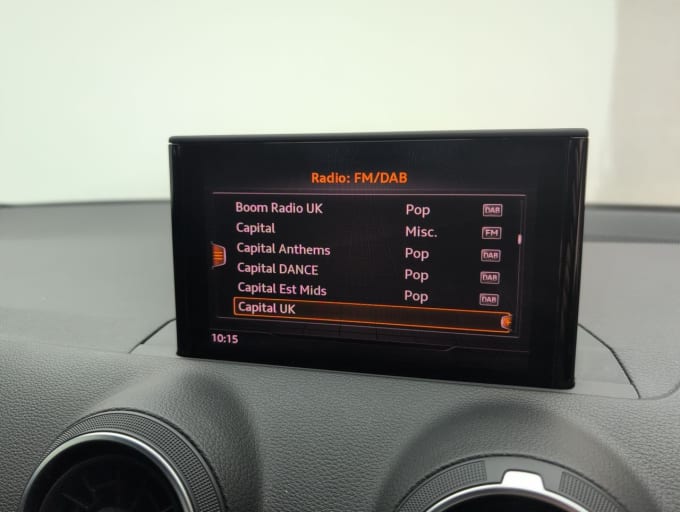 Radio: FM/DAB
Boom Radio UK Pop DAB
Capital Misc. FM
Capital Anthems Pop DAB
Capital DANCE Pop DAB
Capital Est Mids Pop DAB
Capital UK
10:15